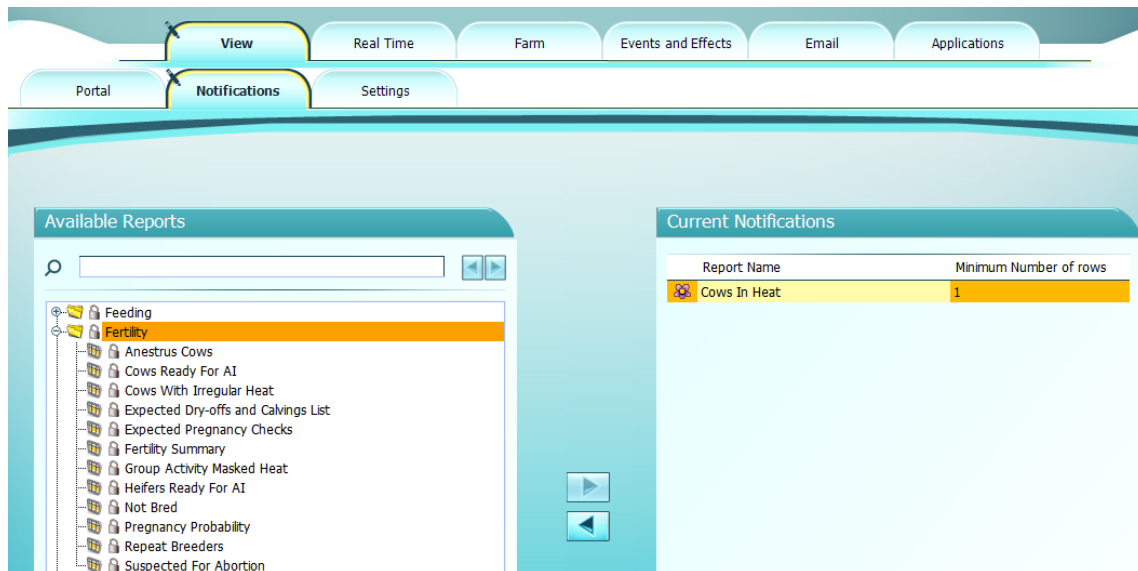 View Real Time Farm Events and Effects Email Applications
Portal Notifications Settings
Available Reports
Feeding
Fertility
Anestrus Cows
Cows Ready For AI
Cows With Irregular Heat
Expected Dry-offs and Calvings List
Expected Pregnancy Checks
Fertility Summary
Group Activity Masked Heat
Heifers Ready For AI
Not Bred
Pregnancy Probability
Repeat Breeders
Suspected For Abortion
Current Notifications
Report Name Minimum Number of rows
Cows In Heat 1